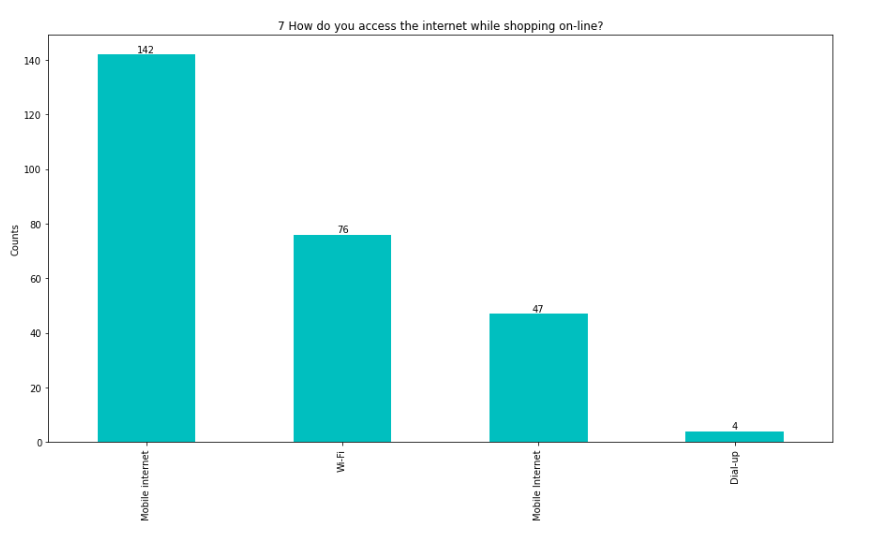 7 How do you access the internet while shopping on-line?
142
76
47
4
140
120
100
80
60
40
20
0
Counts
Mobile internet
Wi-Fi
Mobile Internet
Dial-up